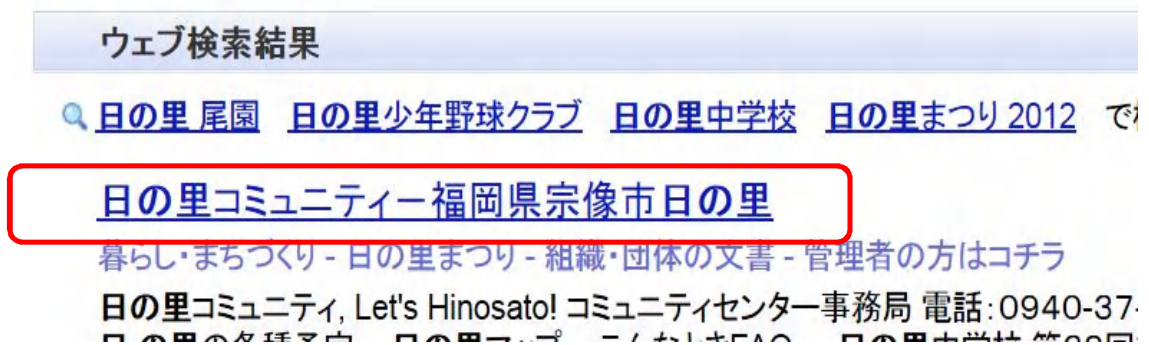 ウェブ検索結果
日の里 尾園 日の里少年野球クラブ 日の里中学校 日の里まつり 2012 で
日の里コミュニティー福岡県宗像市日の里
暮らし・まちづくり - 日の里まつり - 組織・団体の文書 - 管理者の方はコチラ
日の里コミュニティ, Let's Hinosato! コミュニティセンター事務局 電話：0940-37-